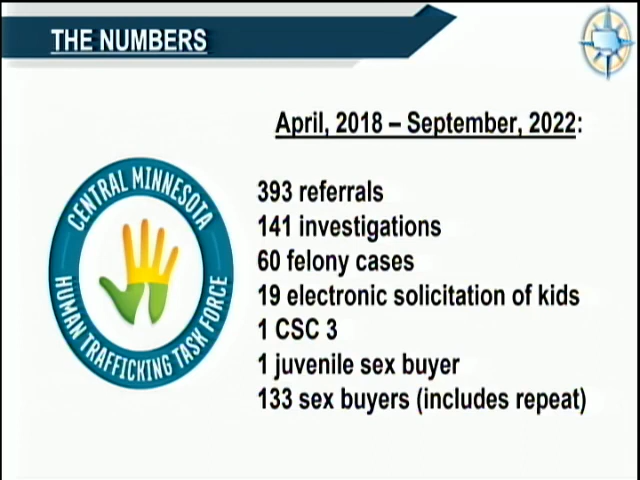 THE NUMBERS
April, 2018 – September, 2022:
CENTRAL MINNESOTA
HUMAN TRAFFICKING TASK FORCE
393 referrals
141 investigations
60 felony cases
19 electronic solicitation of kids
1 CSC 3
1 juvenile sex buyer
133 sex buyers (includes repeat)